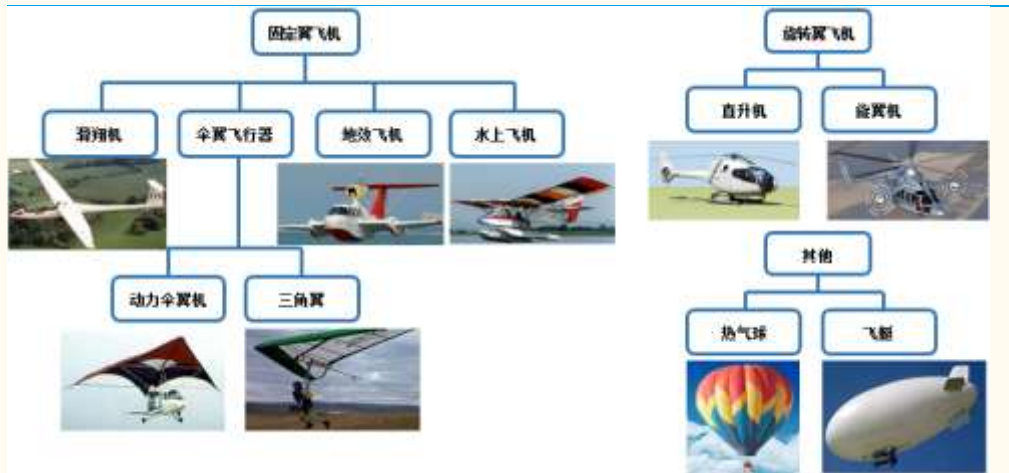 固定翼飞机
滑翔机
伞翼飞行器
地效飞机
水上飞机
动力伞翼机
三角翼
旋转翼飞机
直升机
旋翼机
其他
热气球
飞艇